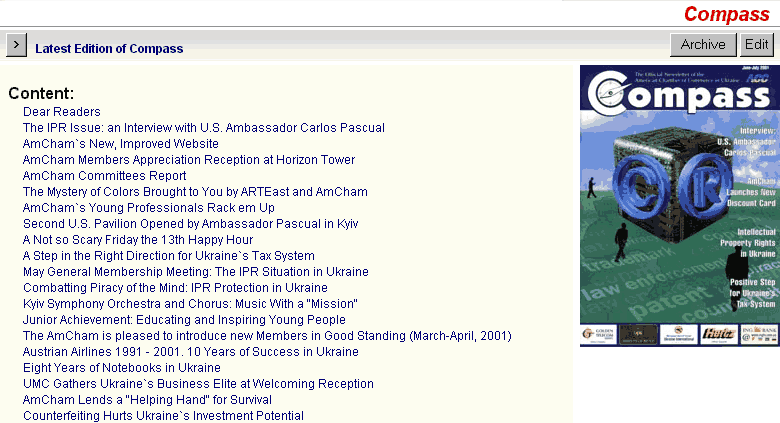 Compass
> Latest Edition of Compass Archive Edit
Content:
Dear Readers
The IPR Issue: an Interview with U.S. Ambassador Carlos Pascual
AmCham`s New, Improved Website
AmCham Members Appreciation Reception at Horizon Tower
AmCham Committees Report
The Mystery of Colors Brought to You by ARTEast and AmCham
AmCham`s Young Professionals Rack em Up
Second U.S. Pavilion Opened by Ambassador Pascual in Kyiv
A Not so Scary Friday the 13th Happy Hour
A Step in the Right Direction for Ukraine`s Tax System
May General Membership Meeting: The IPR Situation in Ukraine
Combatting Piracy of the Mind: IPR Protection in Ukraine
Kyiv Symphony Orchestra and Chorus: Music With a "Mission"
Junior Achievement: Educating and Inspiring Young People
The AmCham is pleased to introduce new Members in Good Standing (March-April, 2001)
Austrian Airlines 1991 - 2001. 10 Years of Success in Ukraine
Eight Years of Notebooks in Ukraine
UMC Gathers Ukraine`s Business Elite at Welcoming Reception
AmCham Lends a "Helping Hand" for Survival
Counterfeiting Hurts Ukraine`s Investment Potential
June-July 2001
The Official Newsletter of the
American Chamber of Commerce in Ukraine
ACC
Compass
Interview:
U.S. Ambassador
Carlos Pascual
C R
AmCham
Launches New
Discount Card
Intellectual
Property Rights
in Ukraine
trademark
law enforcement
Positive Step
for Ukraine's
Tax System
GOLDEN
TELECOM
Hertz
ING BANK